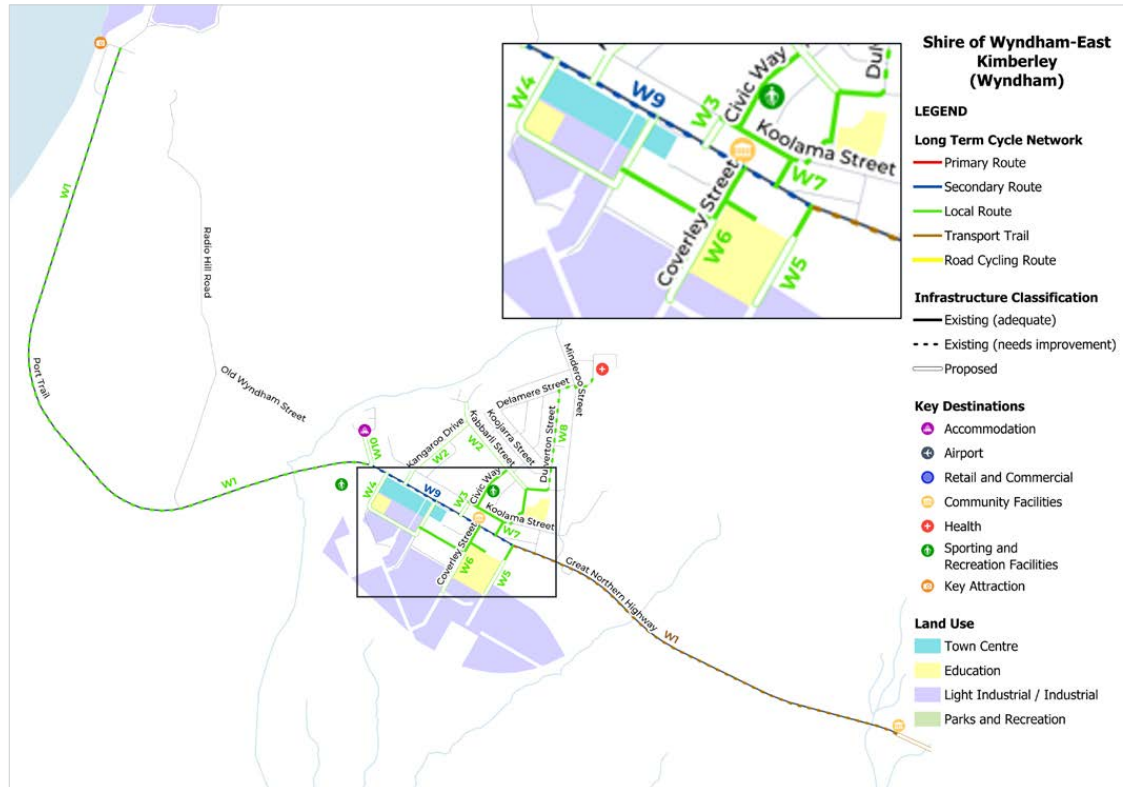 Shire of Wyndham-East
Kimberley
(Wyndham)
LEGEND
Long Term Cycle Network
Primary Route
Secondary Route
Local Route
Transport Trail
Road Cycling Route
Infrastructure Classification
Existing (adequate)
Existing (needs improvement)
Proposed
Key Destinations
Accommodation
Airport
Retail and Commercial
Community Facilities
Health
Sporting and
Recreation Facilities
Key Attraction
Land Use
Town Centre
Education
Light Industrial / Industrial
Parks and Recreation
W4
W9
W3
Civic Way
Dulv
Koolama Street
W7
Coverley Street
W6
W5
W1
Radio Hill Road
Port Trail
Old Wyndham Street
W1
W10
Kangaroo Drive
W2
W2
Kabbarli Street
Koojarra Street
Delamere Street
Minderoo Street
Dulverton Street
W8
W4
W9
W3
Civic Way
Koolama Street
W7
Coverley Street
W6
W5
Great Northern Highway
W1